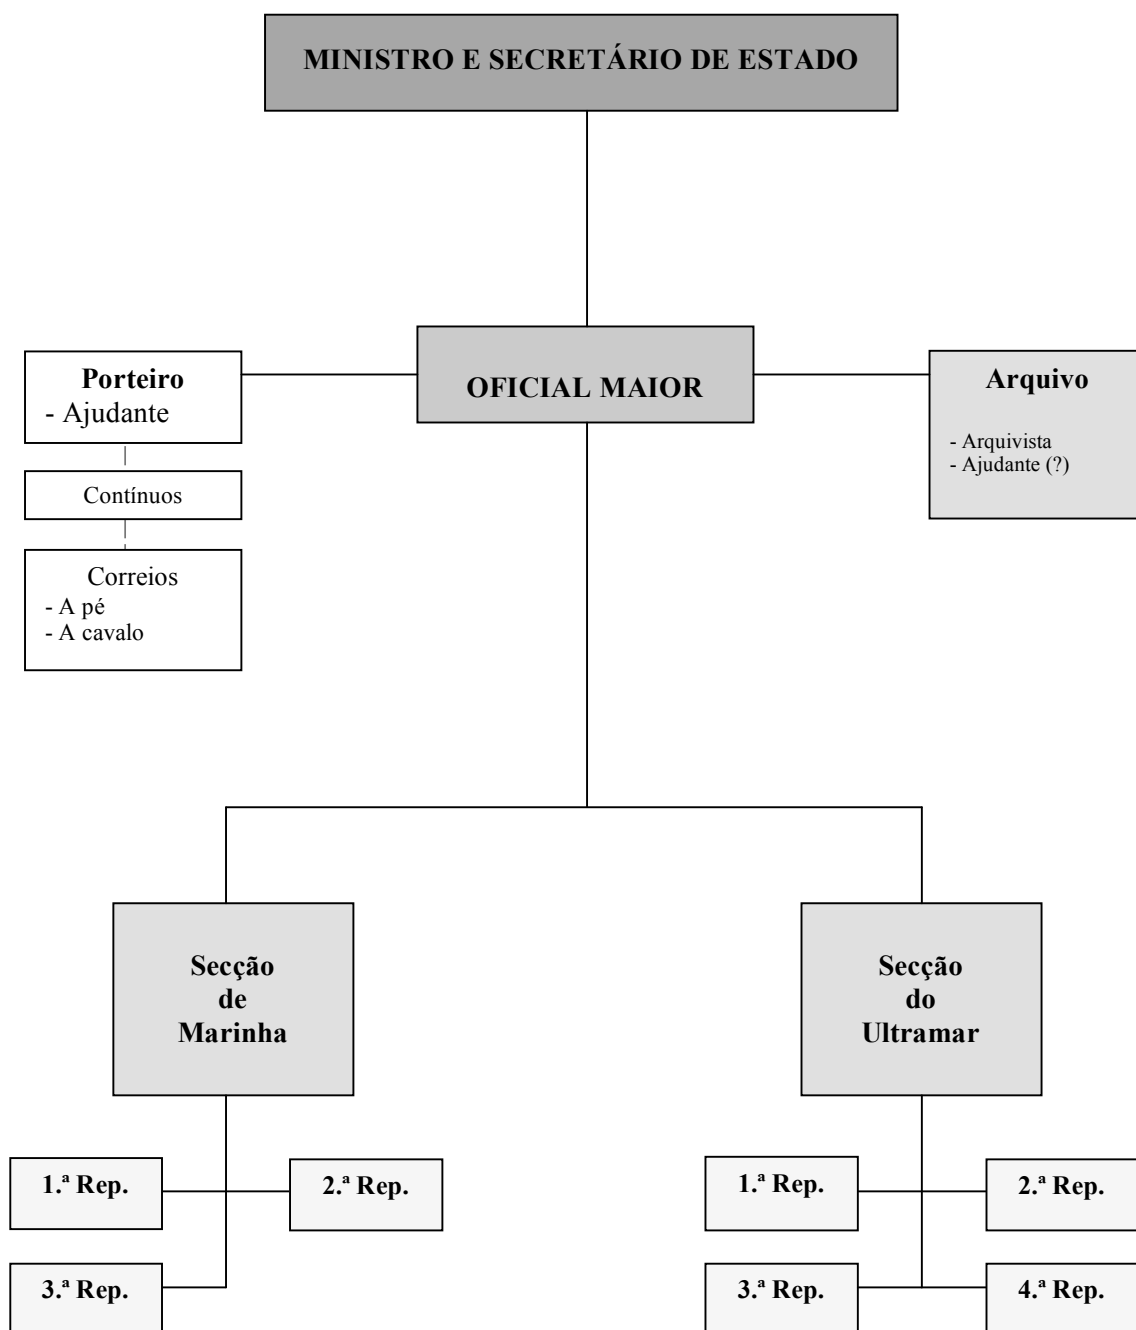 MINISTRO E SECRETÁRIO DE ESTADO
Porteiro
- Ajudante
OFICIAL MAIOR
Arquivo
- Arquivista
- Ajudante (?)
Contínuos
Correios
- A pé
- A cavalo
Secção
de
Marinha
Secção
do
Ultramar
1.ª Rep.
2.ª Rep.
1.ª Rep.
2.ª Rep.
3.ª Rep.
3.ª Rep.
4.ª Rep.